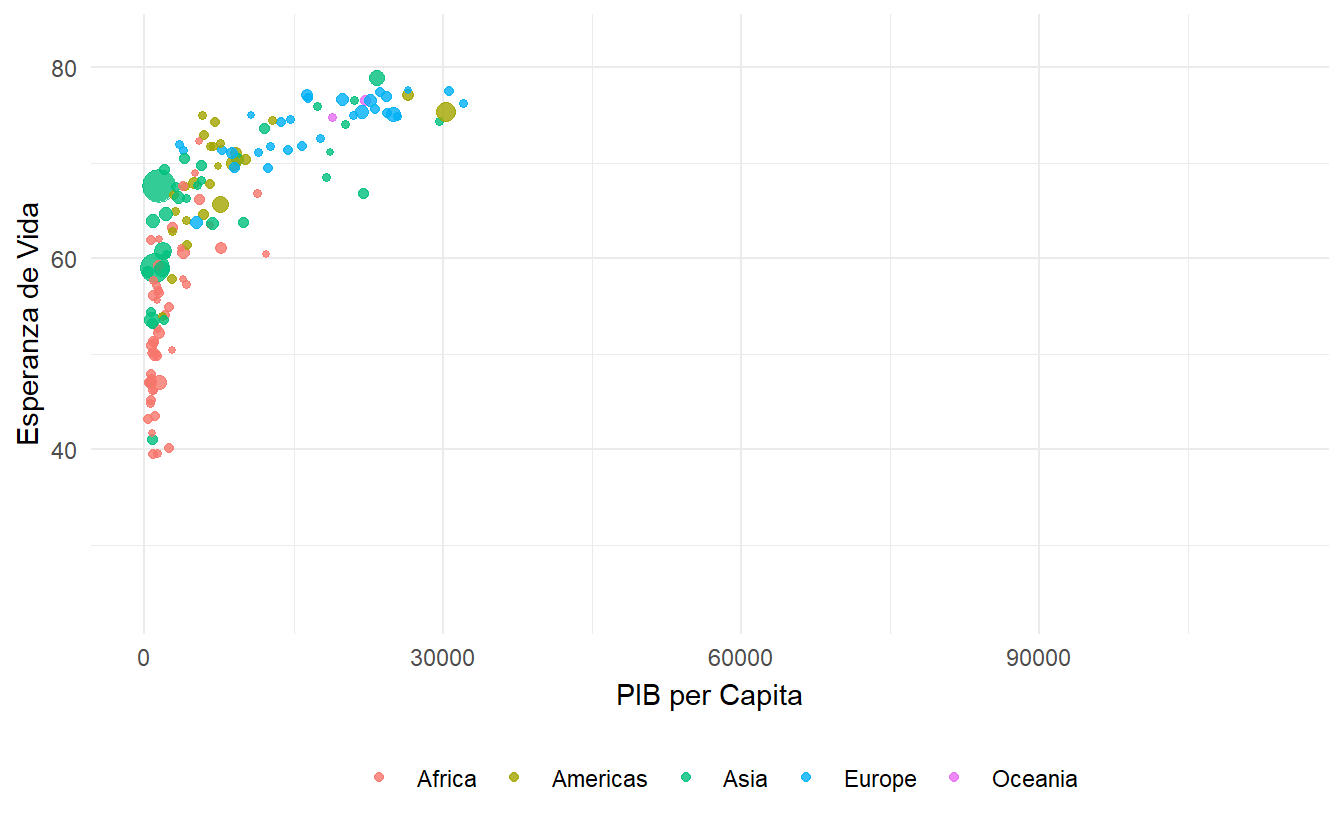 80
60
40
Esperanza de Vida
0 30000 60000 90000
PIB per Capita
Africa Americas Asia Europe Oceania